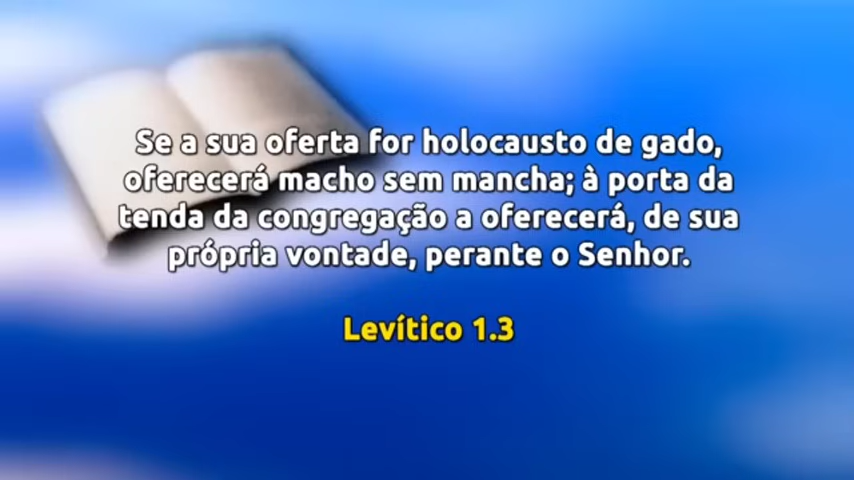 Se a sua oferta for holocausto de gado,
oferecerá macho sem mancha; à porta da
tenda da congregação a oferecerá, de sua
própria vontade, perante o Senhor.
Levítico 1.3